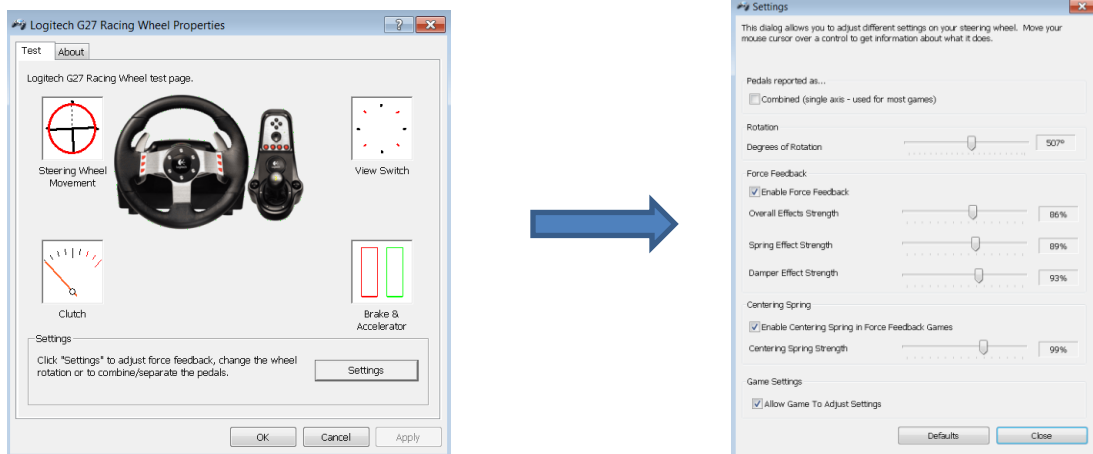 Logitech G27 Racing Wheel Properties
Test
About
Logitech G27 Racing Wheel test page.
Steering Wheel
Movement
View Switch
Clutch
Brake &
Accelerator
Settings
Click "Settings" to adjust force feedback, change the wheel
rotation or to combine/separate the pedals.
Settings
OK
Cancel
Apply
Settings
This dialog allows you to adjust different settings on your steering wheel. Move your
mouse cursor over a control to get information about what it does.
Pedals reported as...
Combined (single axis - used for most games)
Rotation
Degrees of Rotation
507º
Force Feedback
Enable Force Feedback
Overall Effects Strength
86%
Spring Effect Strength
89%
Damper Effect Strength
93%
Centering Spring
Enable Centering Spring in Force Feedback Games
Centering Spring Strength
99%
Game Settings
Allow Game To Adjust Settings
Defaults
Close